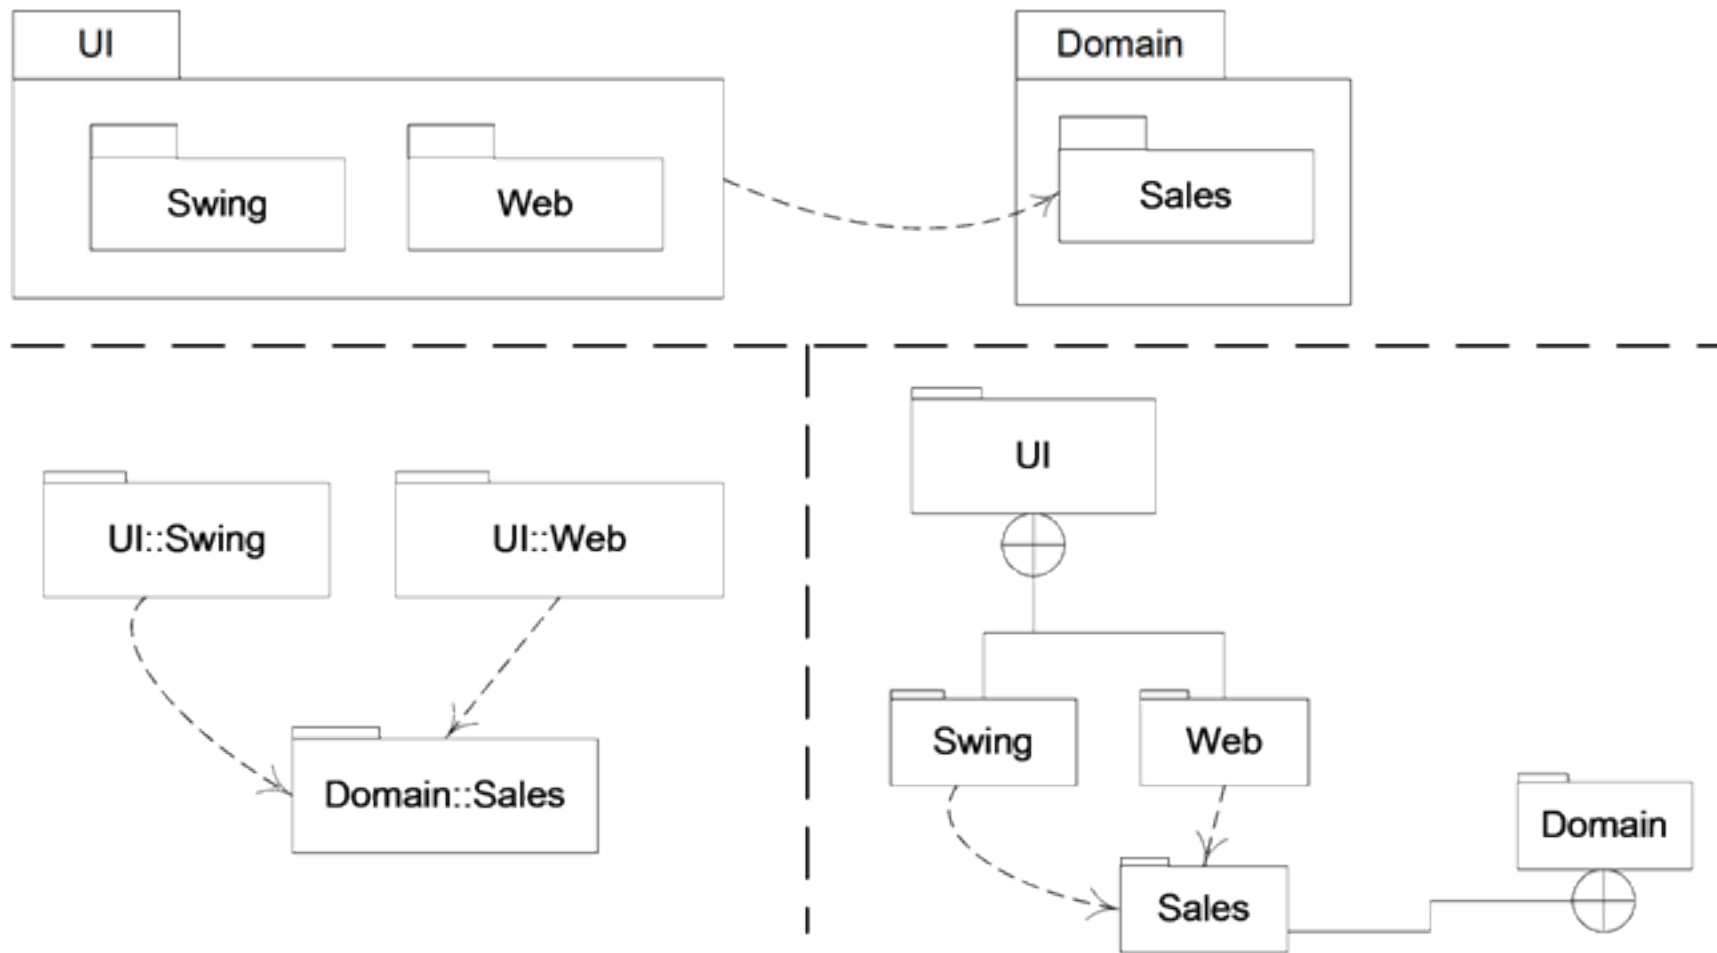 UI
Domain
Swing
Web
Sales
UI::Swing
UI::Web
Domain::Sales
UI
Swing
Web
Domain
Sales